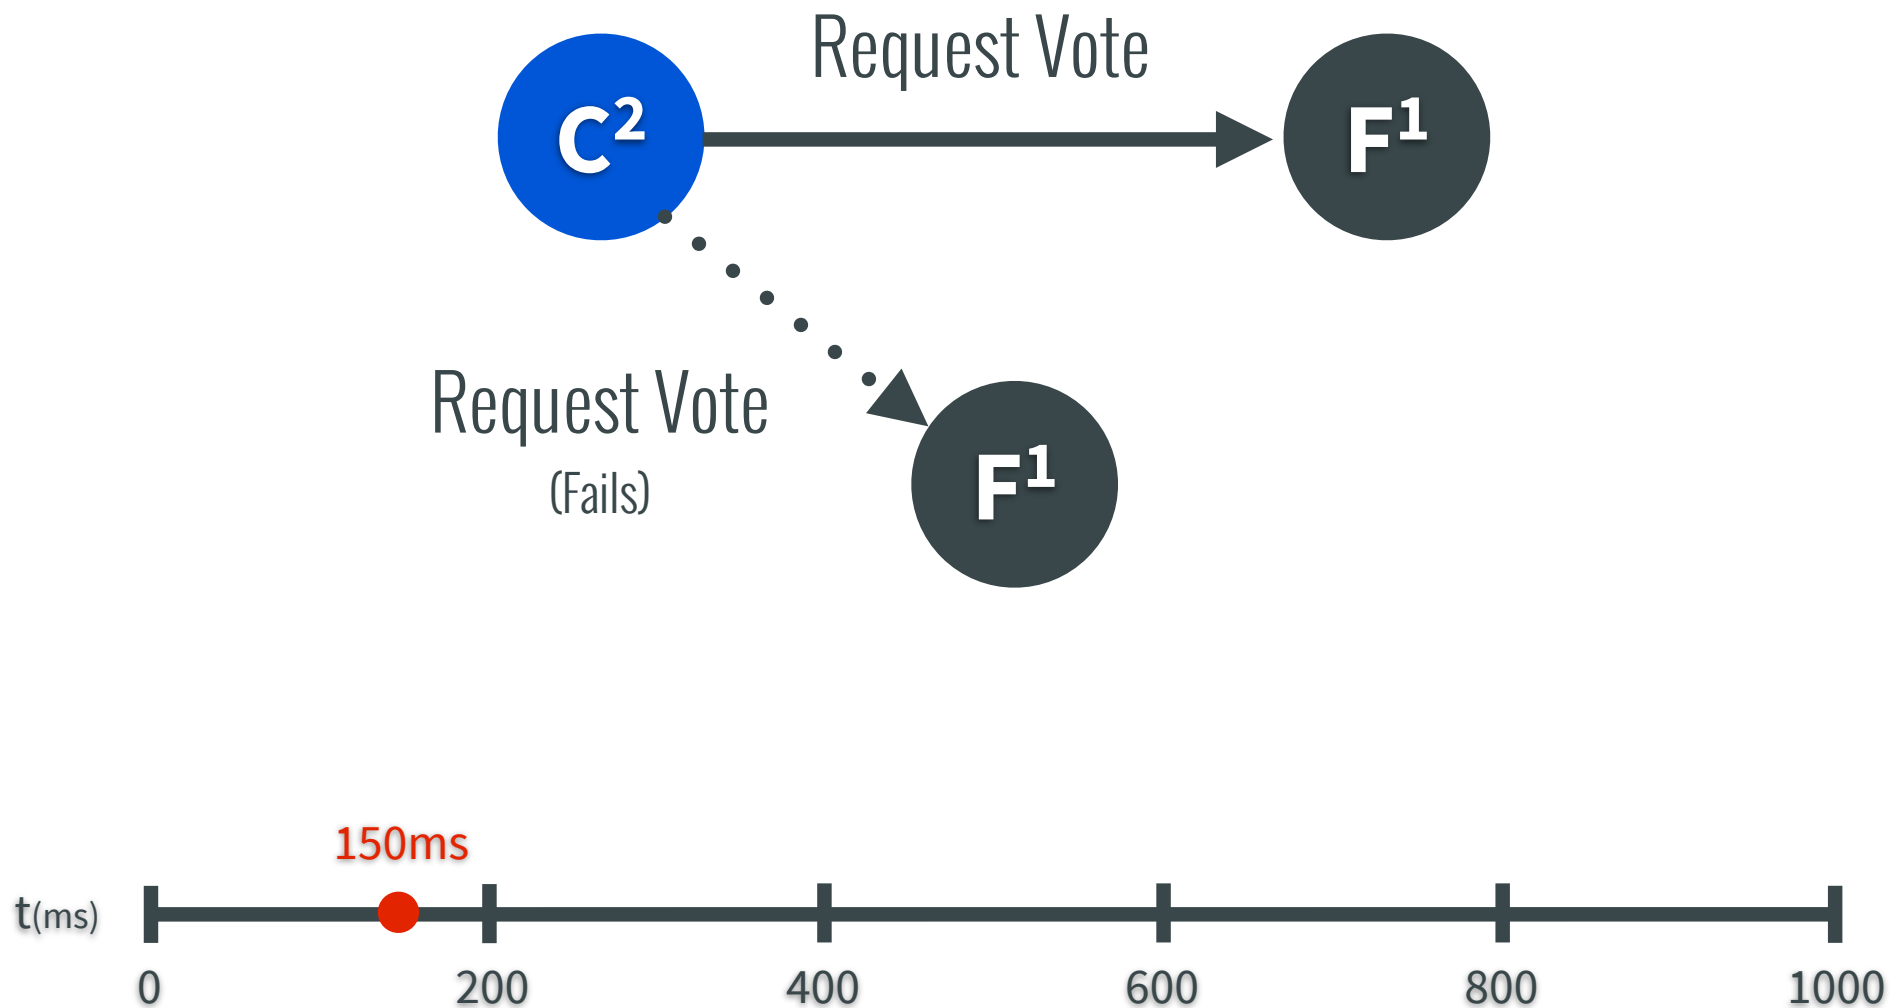 Request Vote
C²
F¹
Request Vote
(Fails)
F¹
150ms
t(ms)
0 200 400 600 800 1000